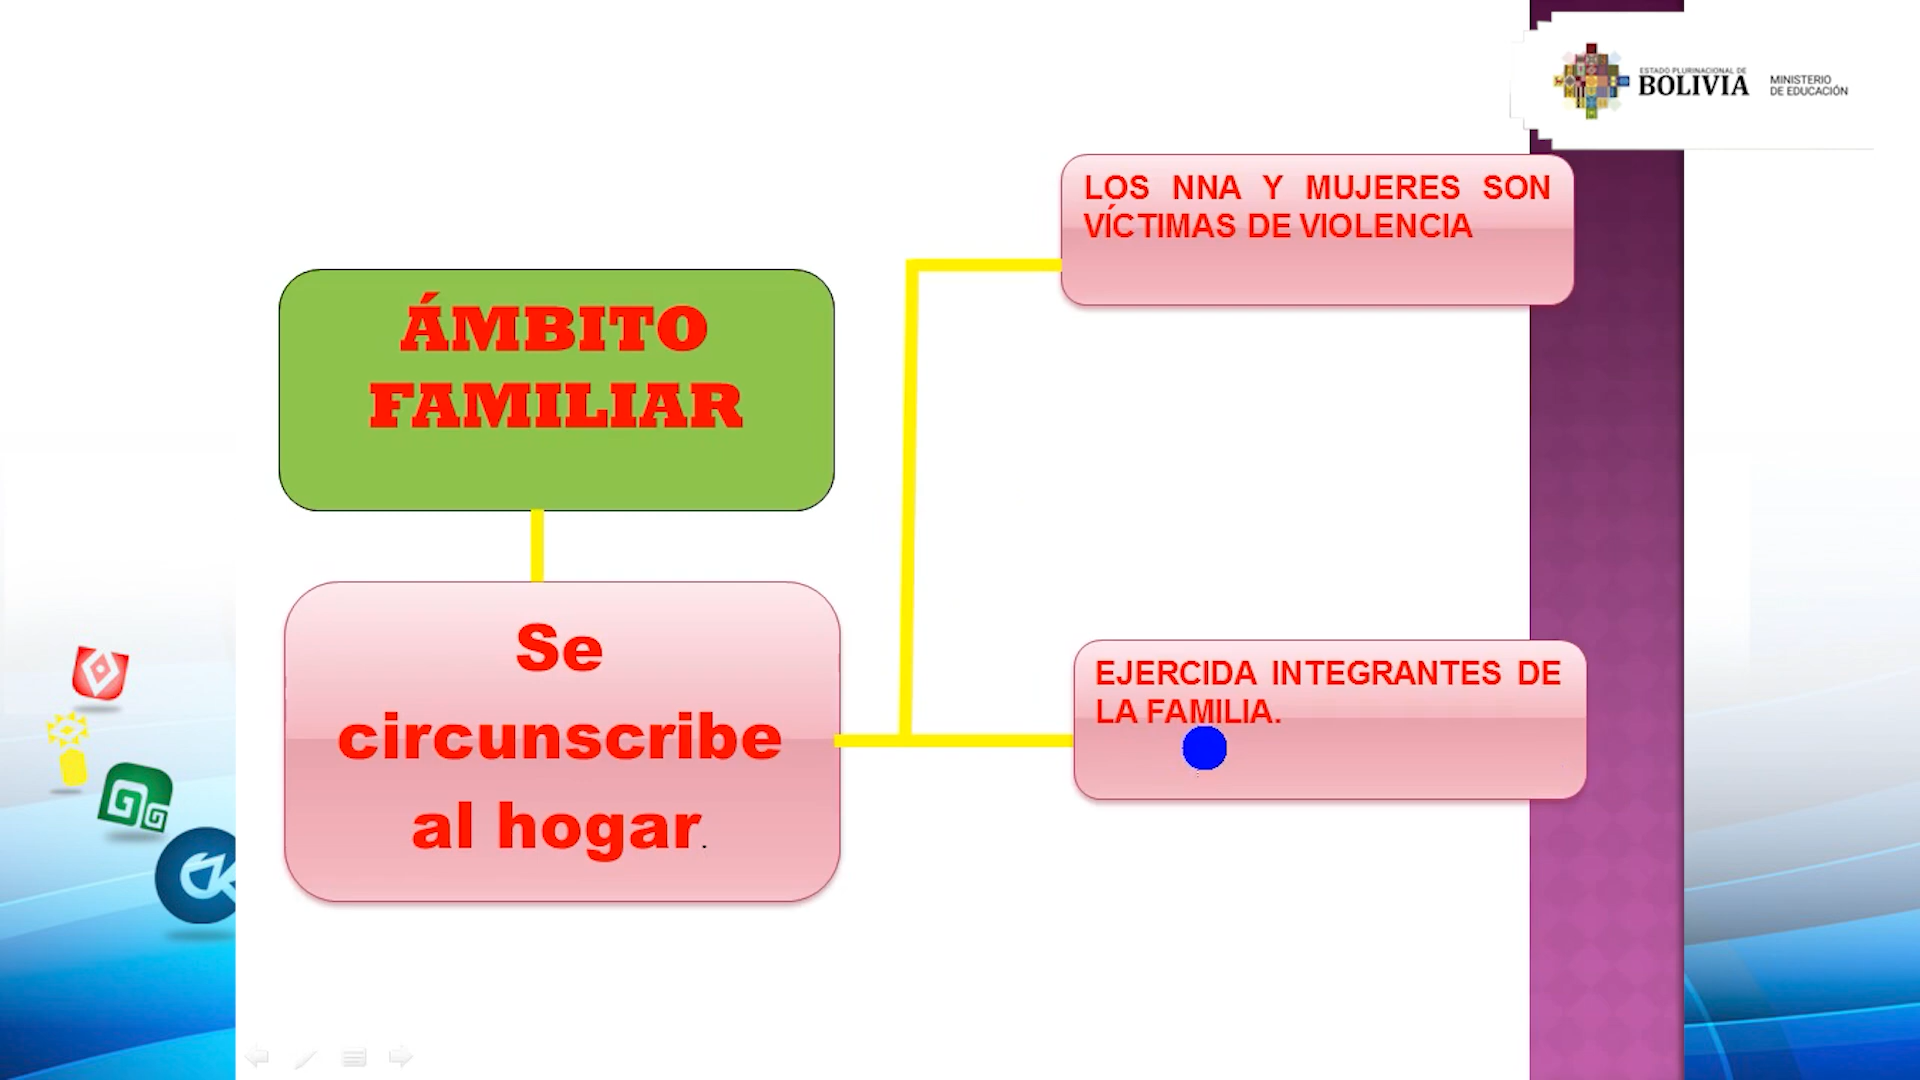 ESTADO PLURINACIONAL DE
BOLIVIA
MINISTERIO
DE EDUCACIÓN
LOS NNA Y MUJERES SON
VÍCTIMAS DE VIOLENCIA
ÁMBITO
FAMILIAR
Se
circunscribe
al hogar.
EJERCIDA INTEGRANTES DE
LA FAMILIA.